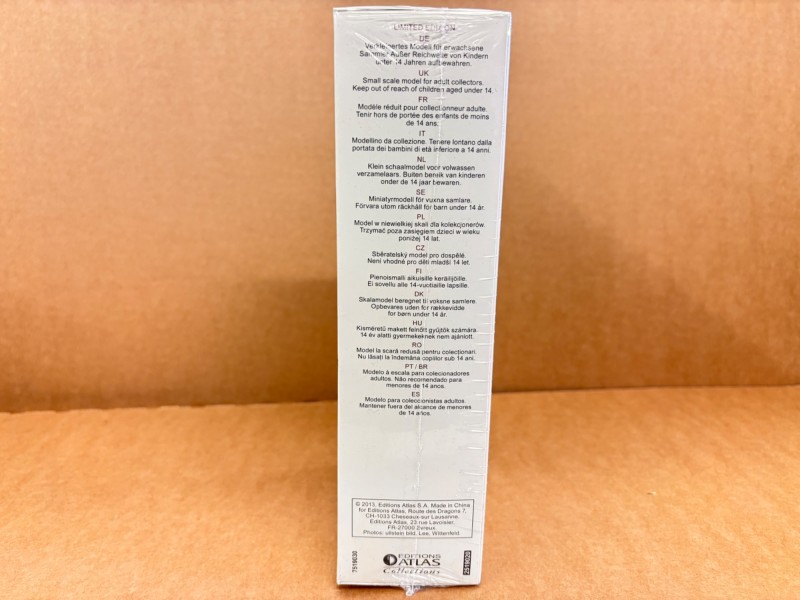 LIMITED EDITION
DE
Verkleinertes Modell für erwachsene
Sammler Außer Reichweise von Kindern
unter 14 Jahren aufbewahren.
UK
Small scale model for adult collectors.
Keep out of reach of children aged under 14.
FR
Modèle réduit pour collectionneur adulte.
Tenir hors de portée des enfants de moins
de 14 ans.
IT
Modellino da collezione. Tenere lontano dalla
portata dei bambini di età inferiore a 14 anni.
NL
Klein schaalmodel voor volwassen
verzamelaars. Buiten bereik van kinderen
onder de 14 jaar bewaren.
SE
Miniatyrmodell för vuxna samlare.
Förvara utom räckhåll för barn under 14 år.
PL
Model w niewielkiej skali dla kolekcjonerów.
Trzymać poza zasięgiem dzieci w wieku
poniżej 14 lat.
CZ
Sběratelský model pro dospělé.
Není vhodné pro děti mladší 14 let.
FI
Pienoismalli aikuisille keräilijöille.
Ei sovellu alle 14-vuotiaille lapsille.
DK
Skalamodel beregnet til voksne samlere.
Opbevares uden for rækkevidde
for børn under 14 år.
HU
Kisméretű makett felnőtt gyűjtők számára.
14 év alatti gyermekeknek nem ajánlott.
RO
Model la scară redusă pentru colecționari.
Nu lăsați la îndemâna copiilor sub 14 ani.
PT / BR
Modelo à escala para colecionadores
adultos. Não recomendado para
menores de 14 anos.
ES
Modelo para coleccionistas adultos.
Mantener fuera del alcance de menores
de 14 años.
© 2013, Editions Atlas S.A. Made in China
for Editions Atlas, Route des Dragons 7,
CH-1033 Cheseaux-sur Lausanne.
Editions Atlas, 23 rue Lavoisier,
FR-27000 Evreux.
Photos: ullstein bild, Lee, Wittenfeld.
7519030
EDITIONS
ATLAS
Collections
2519020